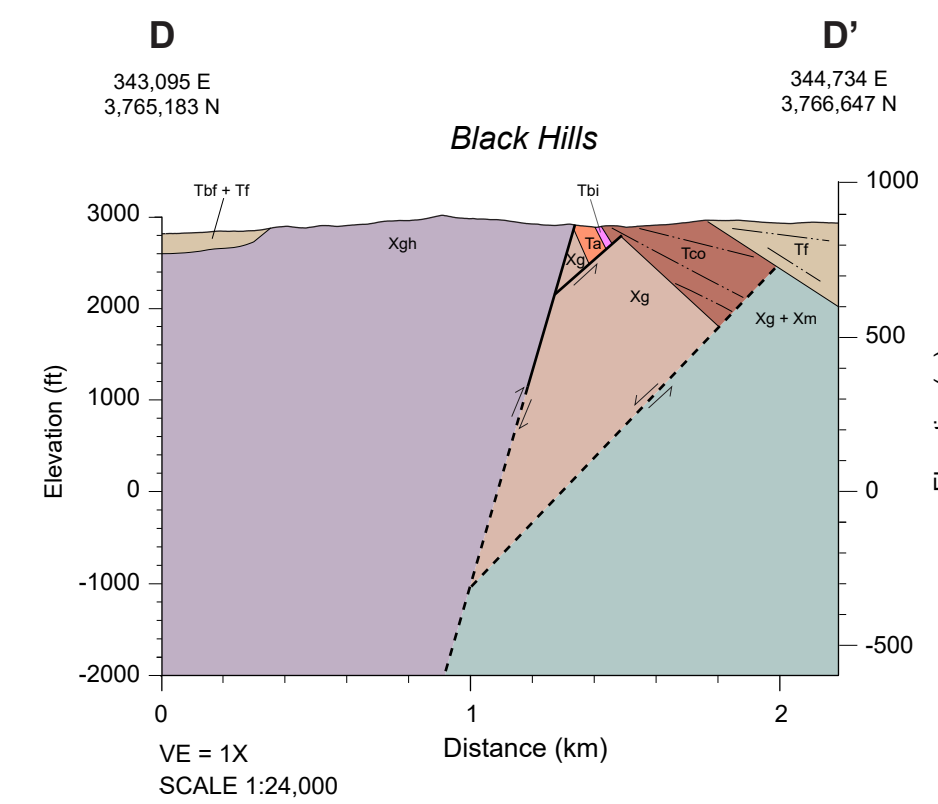 D
D’
343,095 E
3,765,183 N
344,734 E
3,766,647 N
Black Hills
Tbf + Tf
Tbi
1000
3000
Xgh
Ta
Tco
Tf
Xg
2000
Xg
Xg + Xm
500
1000
Elevation (ft)
0
0
-1000
-500
-2000
0
1
2
Distance (km)
VE = 1X
SCALE 1:24,000